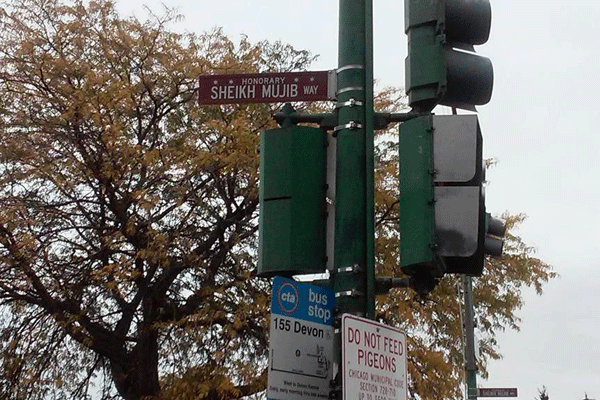 HONORARY
SHEIKH MUJIB WAY
cta
bus
stop
155 Devon
DO NOT FEED
PIGEONS
CHICAGO MUNICIPAL
CODE